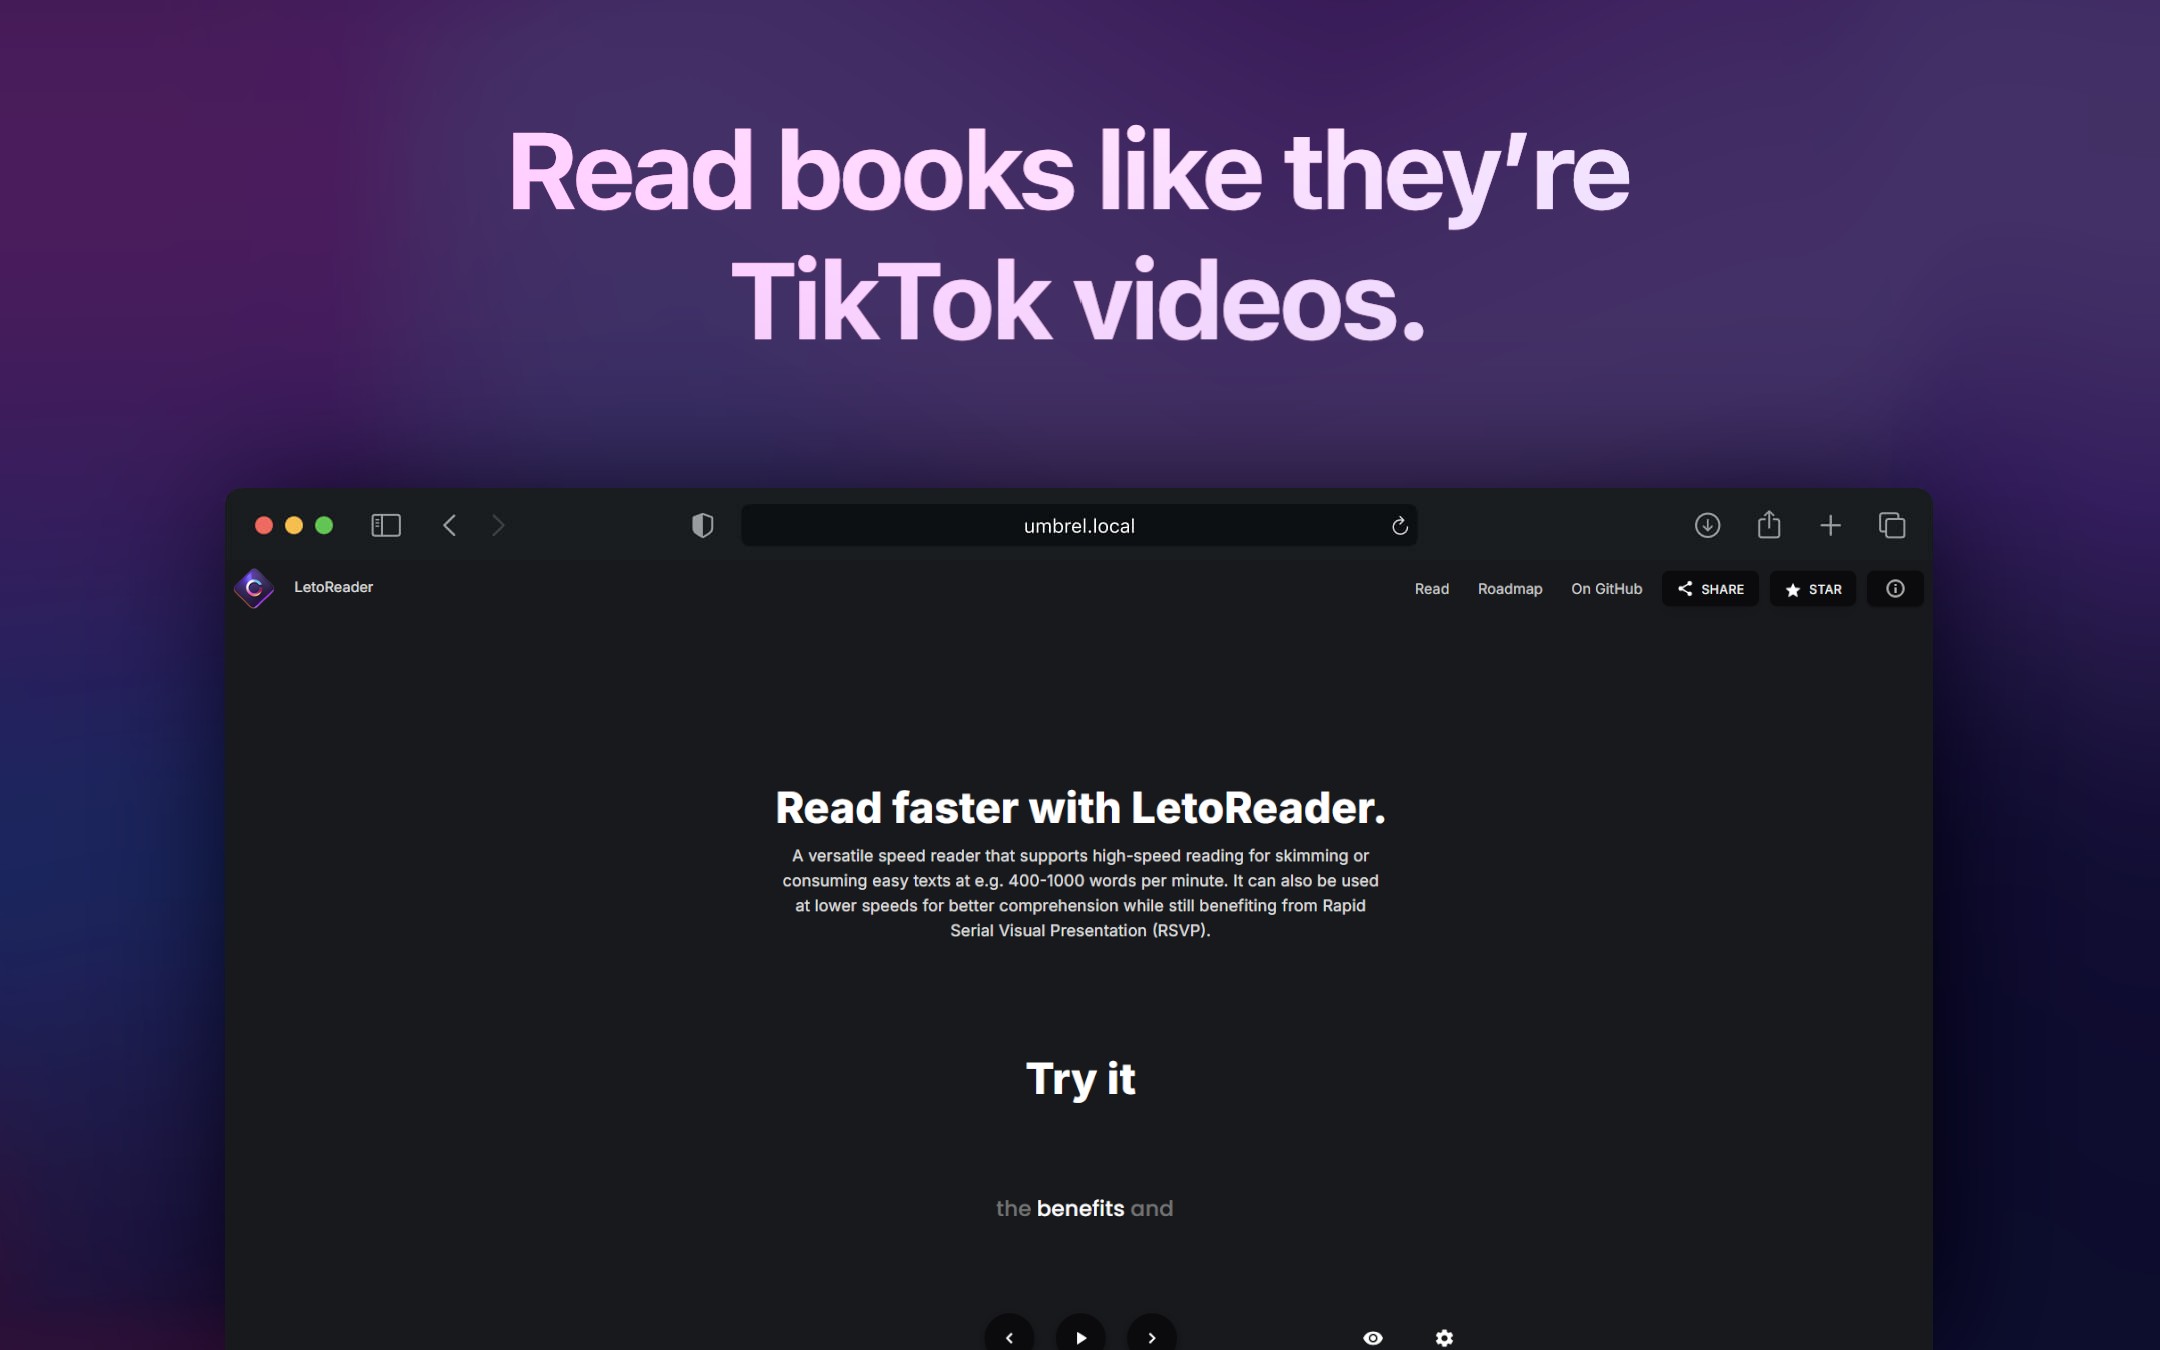 Read books like they’re
TikTok videos.
umbrel.local
LetoReader
Read Roadmap On GitHub SHARE STAR
Read faster with LetoReader.
A versatile speed reader that supports high-speed reading for skimming or
consuming easy texts at e.g. 400-1000 words per minute. It can also be used
at lower speeds for better comprehension while still benefiting from Rapid
Serial Visual Presentation (RSVP).
Try it
the benefits and